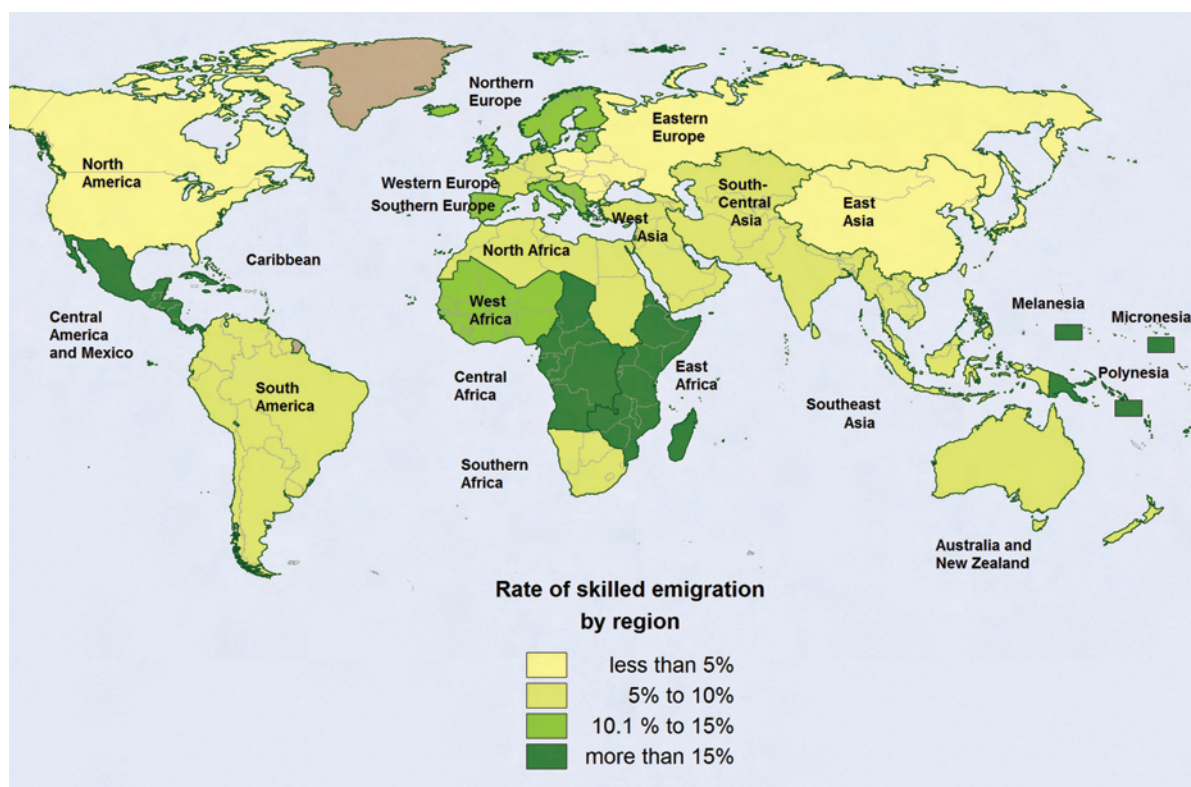 Northern
Europe
Eastern
Europe
North
America
Western Europe
Southern Europe
South-
Central
Asia
East
Asia
West
Asia
North Africa
Caribbean
West
Africa
Central
America
and Mexico
Melanesia
Micronesia
Polynesia
South
America
Central
Africa
East
Africa
Southeast
Asia
Southern
Africa
Australia and
New Zealand
Rate of skilled emigration
by region
less than 5%
5% to 10%
10.1 % to 15%
more than 15%